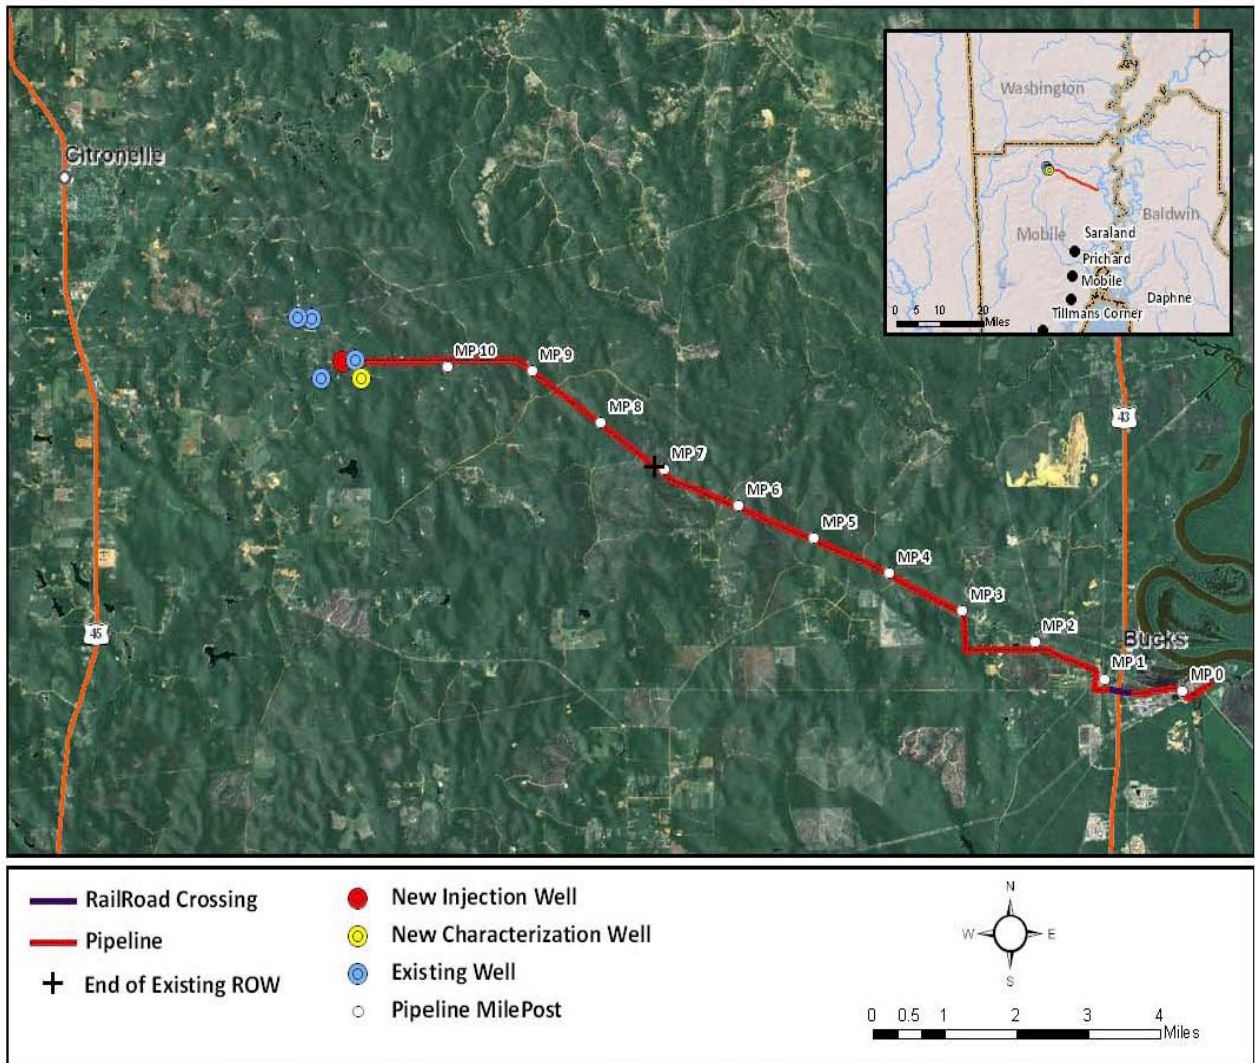 Citronelle
Washington
Baldwin
Mobile
Saraland
Prichard
Mobile
Daphne
Tillmans Corner
0 5 10 20
Miles
MP 10
MP 9
MP 8
MP 7
MP 6
MP 5
MP 4
MP 3
MP 2
MP 1
MP 0
43
Bucks
45
RailRoad Crossing
Pipeline
End of Existing ROW
New Injection Well
New Characterization Well
Existing Well
Pipeline MilePost
N
W E
S
0 0.5 1 2 3 4
Miles